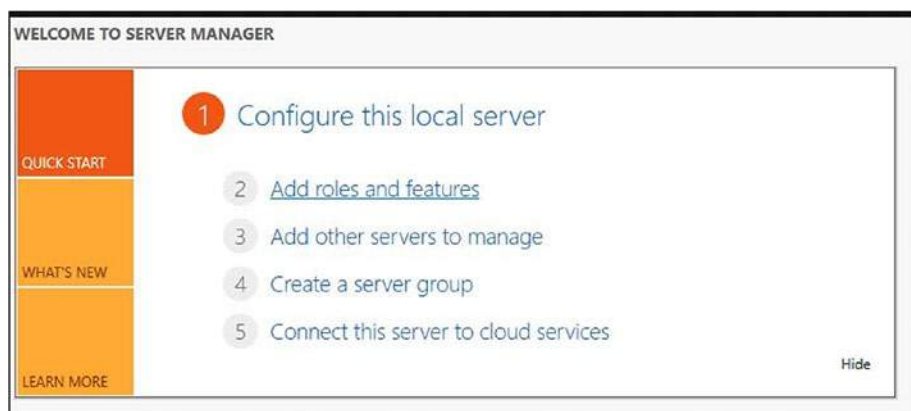 WELCOME TO SERVER MANAGER
QUICK START
WHAT'S NEW
LEARN MORE
1 Configure this local server
2 Add roles and features
3 Add other servers to manage
4 Create a server group
5 Connect this server to cloud services
Hide